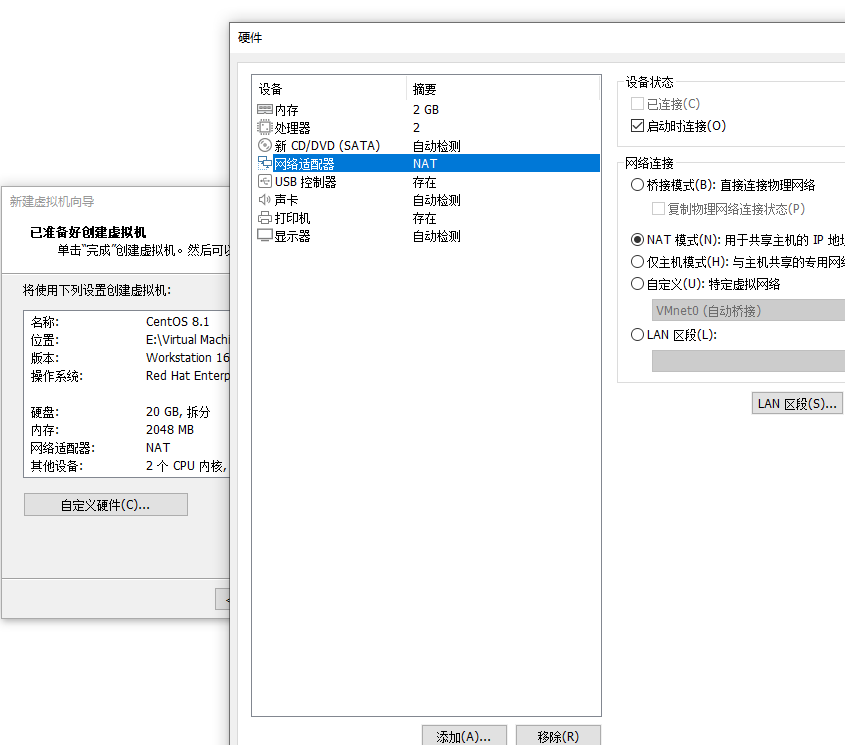 硬件
设备 摘要
内存 2 GB
处理器 2
新 CD/DVD (SATA) 自动检测
网络适配器 NAT
USB 控制器 存在
声卡 自动检测
打印机 存在
显示器 自动检测
添加(A)... 移除(R)
设备状态
已连接(C)
启动时连接(O)
网络连接
桥接模式(B): 直接连接物理网络
复制物理网络连接状态(P)
NAT 模式(N): 用于共享主机的 IP 地
仅主机模式(H): 与主机共享的专用网
自定义(U): 特定虚拟网络
VMnet0 (自动桥接)
LAN 区段(L):
LAN 区段(S)...
新建虚拟机向导
已准备好创建虚拟机
单击“完成”创建虚拟机。然后可
将使用下列设置创建虚拟机:
名称: CentOS 8.1
位置: E:\Virtual Machi
版本: Workstation 16
操作系统: Red Hat Enterp
硬盘: 20 GB, 拆分
内存: 2048 MB
网络适配器: NAT
其他设备: 2 个 CPU 内核,
自定义硬件(C)...
<